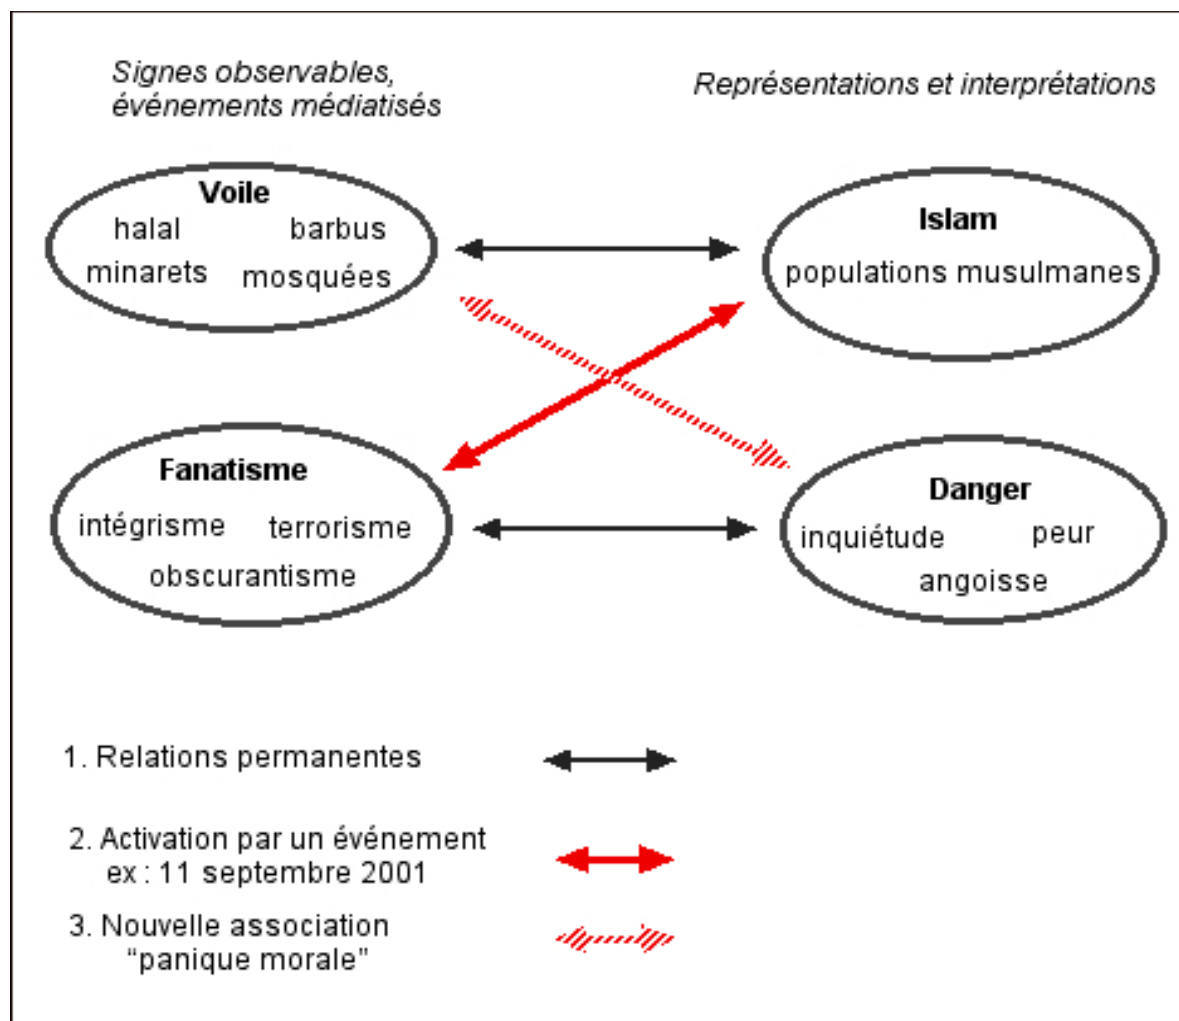 Signes observables,
événements médiatisés
Représentations et interprétations
Voile
halal barbus
minarets mosquées
Islam
populations musulmanes
Fanatisme
intégrisme terrorisme
obscurantisme
Danger
inquiétude peur
angoisse
1. Relations permanentes
2. Activation par un événement
ex : 11 septembre 2001
3. Nouvelle association
“panique morale”